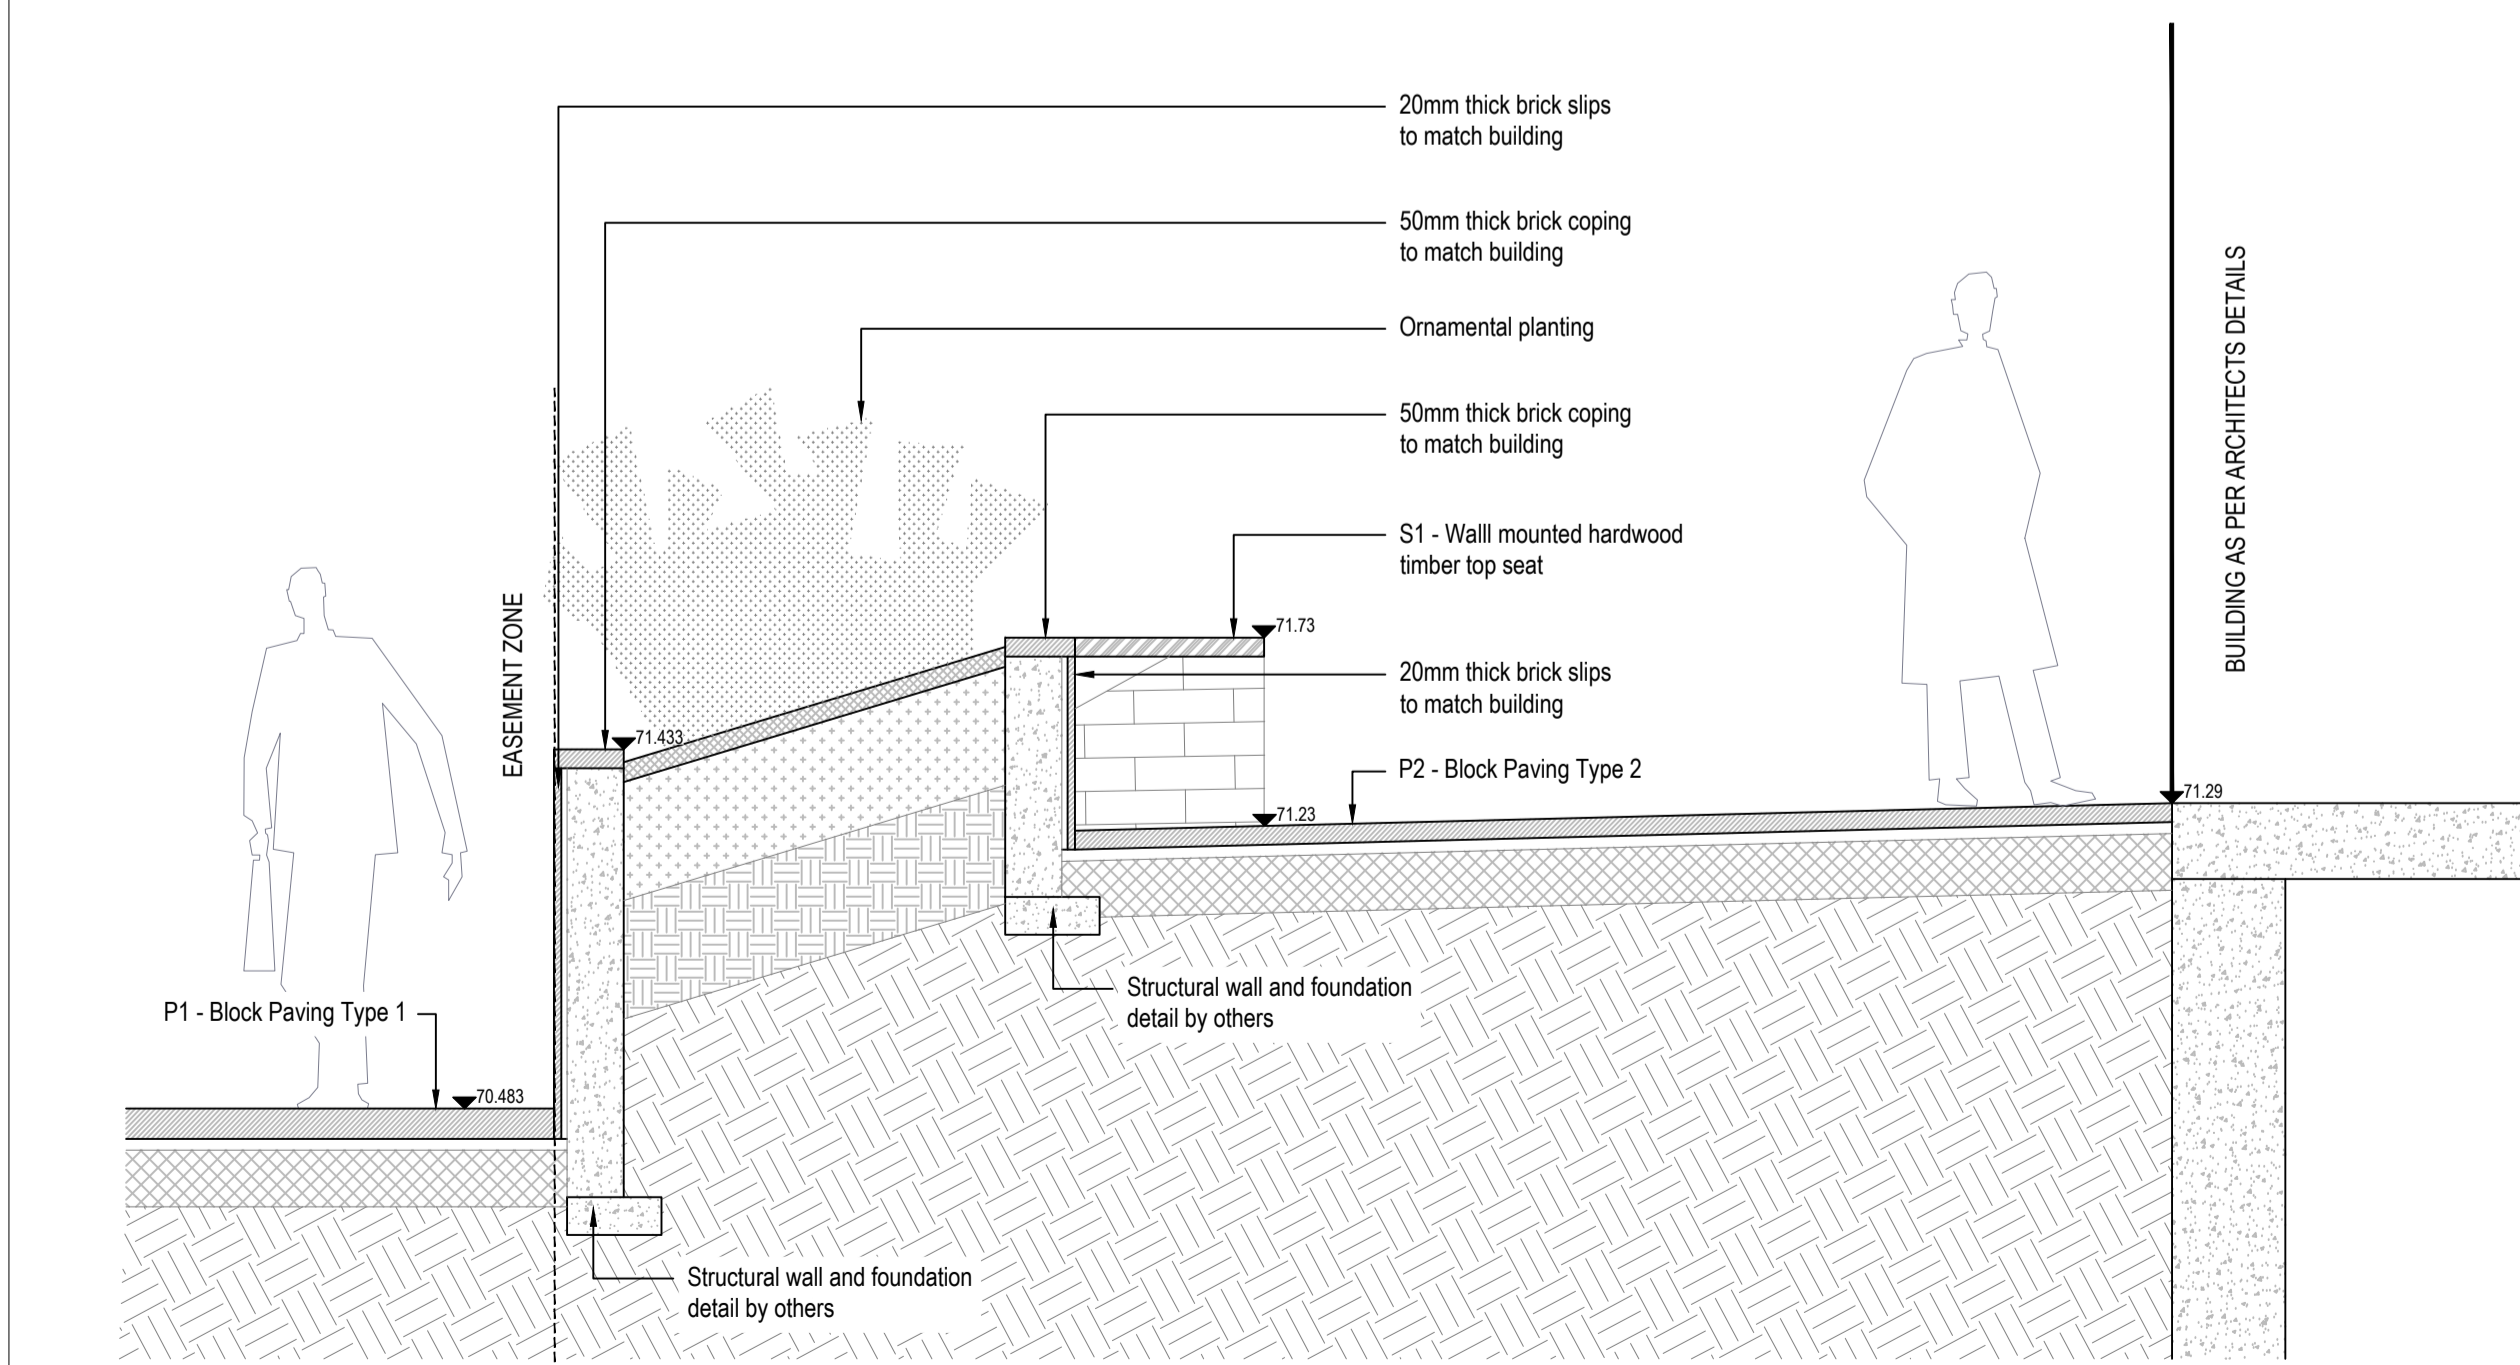 20mm thick brick slips
to match building
50mm thick brick coping
to match building
Ornamental planting
50mm thick brick coping
to match building
S1 - Walll mounted hardwood
timber top seat
71.73
20mm thick brick slips
to match building
71.433
P2 - Block Paving Type 2
71.23
71.29
EASEMENT ZONE
BUILDING AS PER ARCHITECTS DETAILS
Structural wall and foundation
detail by others
P1 - Block Paving Type 1
70.483
Structural wall and foundation
detail by others